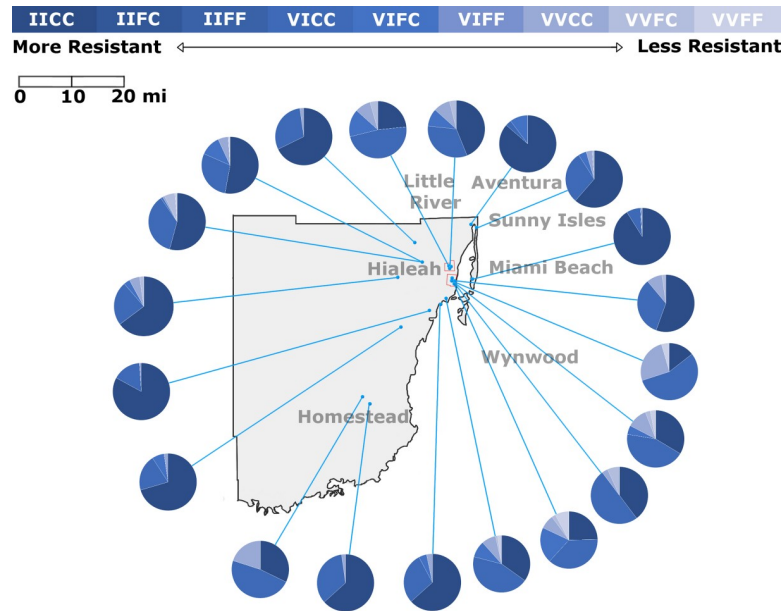 IICC IIFC IIFF VICC VIFC VIFF VVCC VVFC VVFF
More Resistant Less Resistant
0 10 20 mi
Little
River
Aventura
Sunny Isles
Hialeah
Miami Beach
Wynwood
Homestead